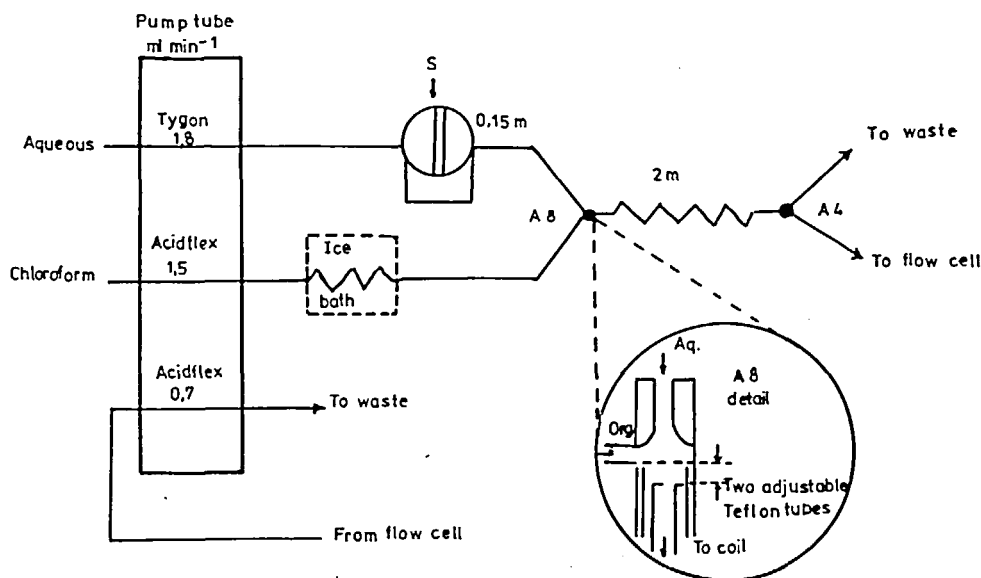 Pump tube
ml min⁻¹
S
Tygon
1,8
0,15 m
Aqueous
To waste
2 m
A 8
A 4
Acidflex
1,5
Ice
bath
Chloroform
To flow cell
Acidflex
0,7
To waste
Aq.
A 8
detail
Org
Two adjustable
Teflon tubes
From flow cell
To coil